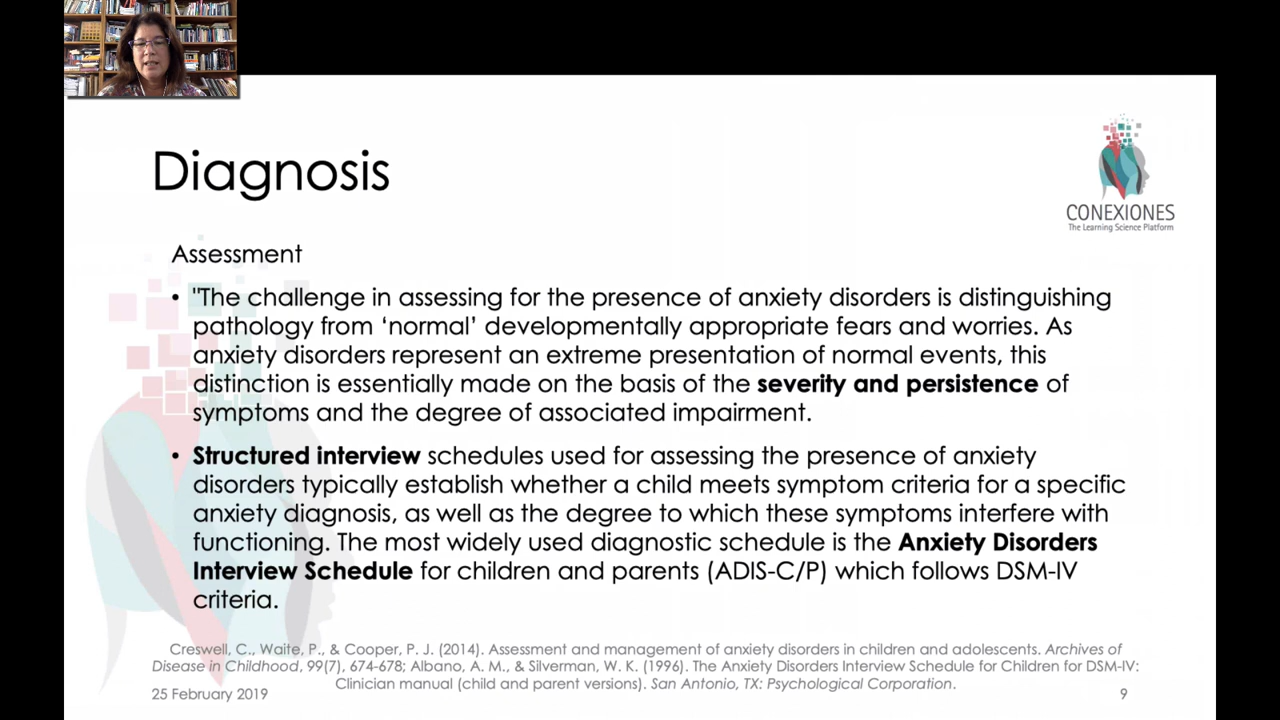 Diagnosis
CONEXIONES
The Learning Science Platform
Assessment
• "The challenge in assessing for the presence of anxiety disorders is distinguishing
pathology from ‘normal’ developmentally appropriate fears and worries. As
anxiety disorders represent an extreme presentation of normal events, this
distinction is essentially made on the basis of the severity and persistence of
symptoms and the degree of associated impairment.
• Structured interview schedules used for assessing the presence of anxiety
disorders typically establish whether a child meets symptom criteria for a specific
anxiety diagnosis, as well as the degree to which these symptoms interfere with
functioning. The most widely used diagnostic schedule is the Anxiety Disorders
Interview Schedule for children and parents (ADIS-C/P) which follows DSM-IV
criteria.
Creswell, C., Waite, P., & Cooper, P. J. (2014). Assessment and management of anxiety disorders in children and adolescents. Archives of
Disease in Childhood, 99(7), 674-678; Albano, A. M., & Silverman, W. K. (1996). The Anxiety Disorders Interview Schedule for Children for DSM-IV:
Clinician manual (child and parent versions). San Antonio, TX: Psychological Corporation.
25 February 2019
9